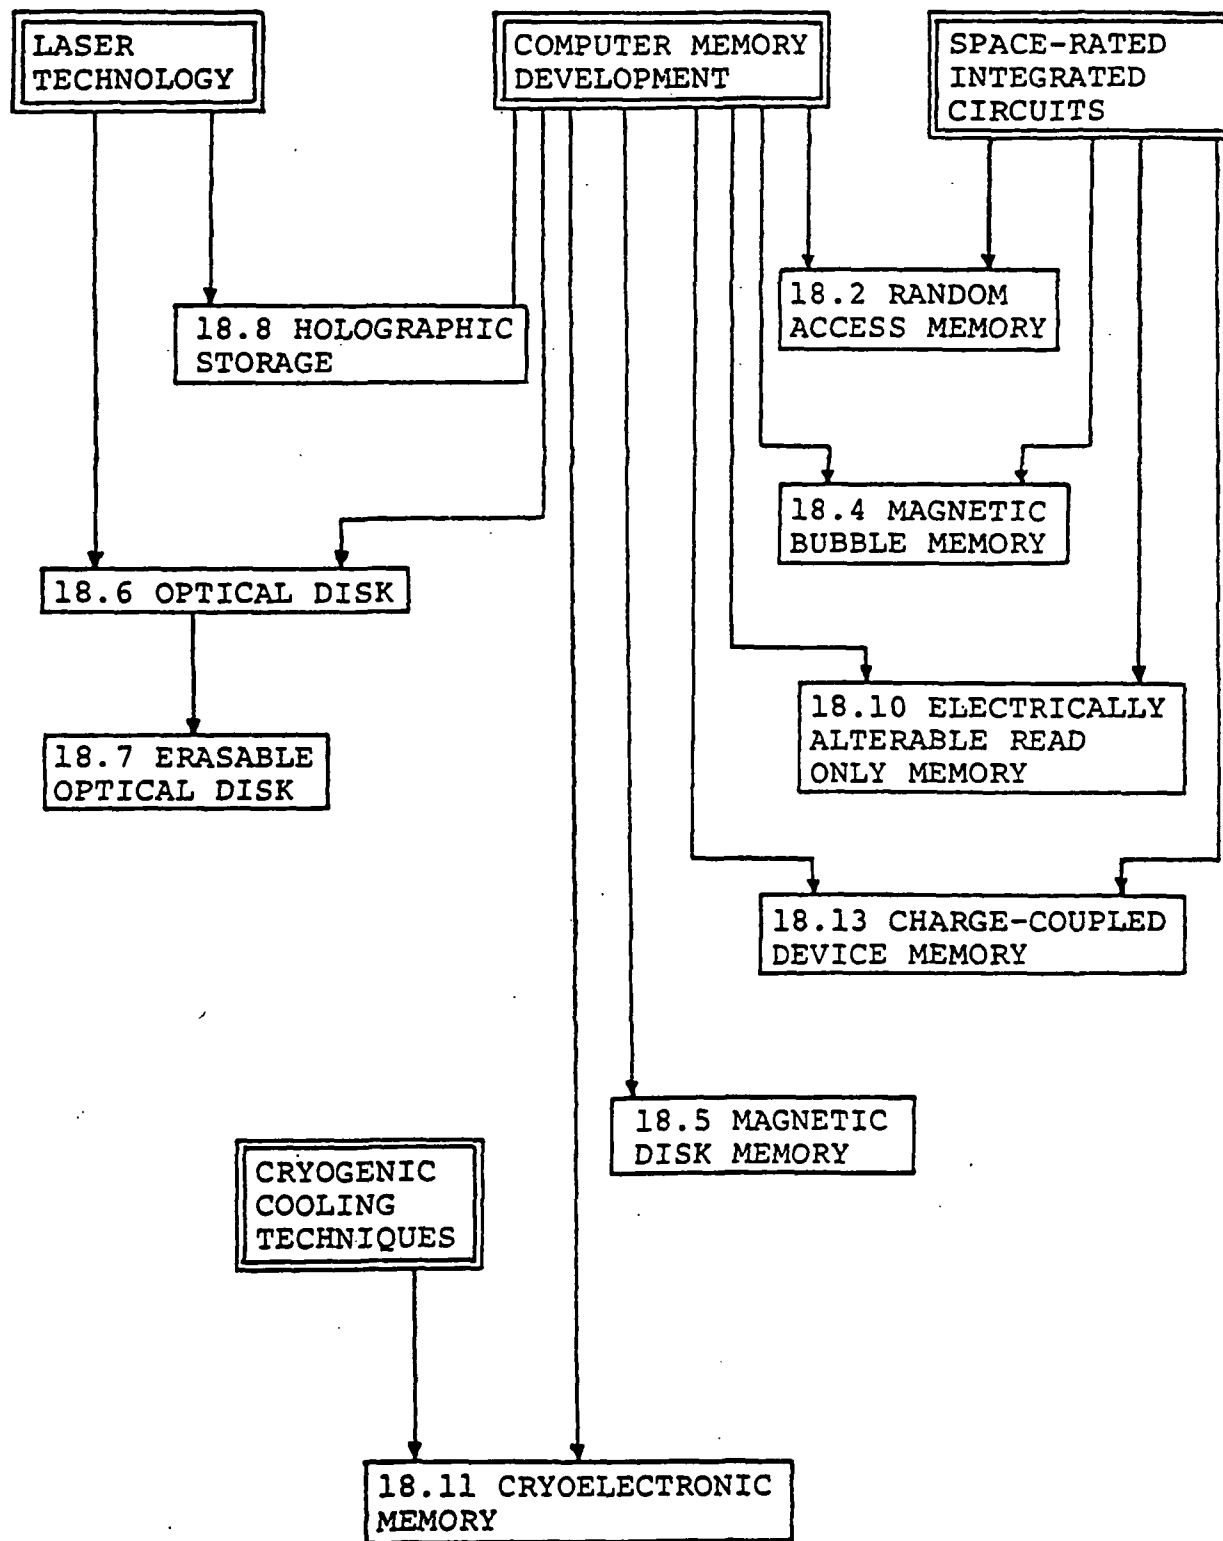 LASER
TECHNOLOGY
COMPUTER MEMORY
DEVELOPMENT
SPACE-RATED
INTEGRATED
CIRCUITS
18.8 HOLOGRAPHIC
STORAGE
18.2 RANDOM
ACCESS MEMORY
18.4 MAGNETIC
BUBBLE MEMORY
18.6 OPTICAL DISK
18.7 ERASABLE
OPTICAL DISK
18.10 ELECTRICALLY
ALTERABLE READ
ONLY MEMORY
18.13 CHARGE-COUPLED
DEVICE MEMORY
18.5 MAGNETIC
DISK MEMORY
CRYOGENIC
COOLING
TECHNIQUES
18.11 CRYOELECTRONIC
MEMORY